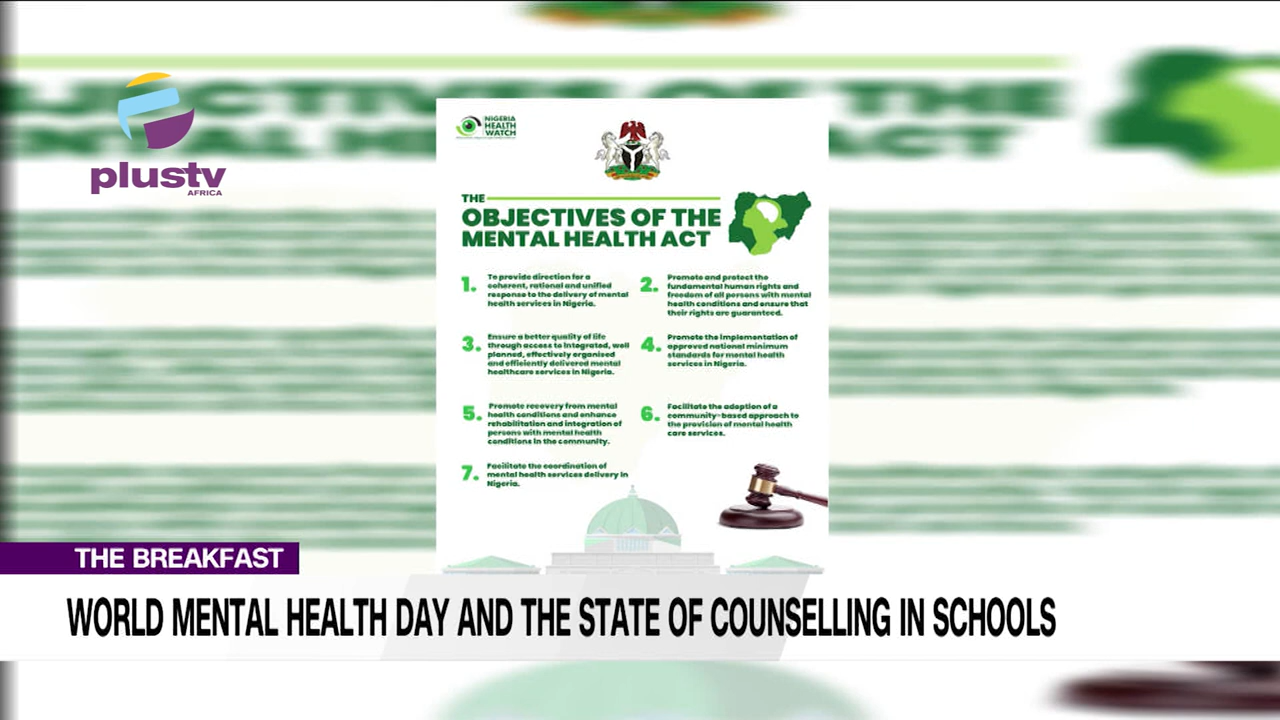 plustv
AFRICA
NIGERIA
HEALTH
WATCH
THE
OBJECTIVES OF THE
MENTAL HEALTH ACT
1. To provide direction for a
coherent, rational and unified
response to the delivery of mental
health services in Nigeria.
2. Promote and protect the
fundamental human rights and
freedom of all persons with mental
health conditions and ensure that
their rights are guaranteed.
3. Ensure a better quality of life
through access to integrated, well
planned, effectively organised
and efficiently delivered mental
healthcare services in Nigeria.
4. Promote the implementation of
approved national minimum
standards for mental health
services in Nigeria.
5. Promote recovery from mental
health conditions and enhance
rehabilitation and integration of
persons with mental health
conditions in the community.
6. Facilitate the adoption of a
community-based approach to
the provision of mental health
care services.
7. Facilitate the coordination of
mental health services delivery in
Nigeria.
THE BREAKFAST
WORLD MENTAL HEALTH DAY AND THE STATE OF COUNSELLING IN SCHOOLS